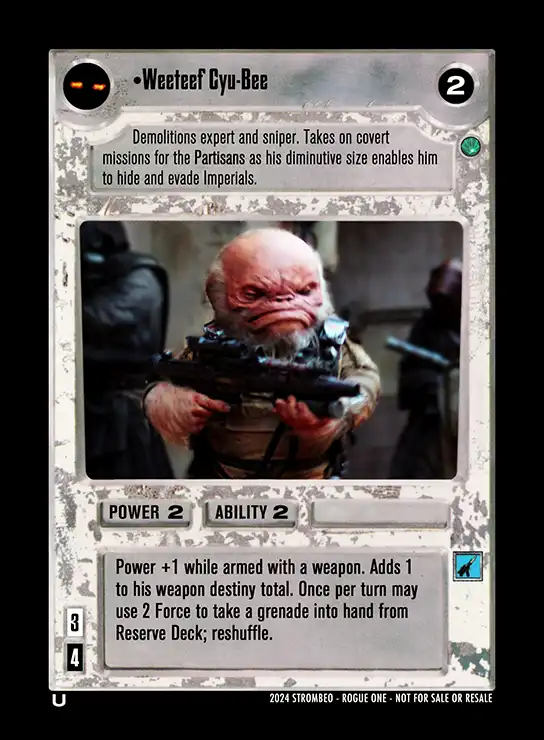 •Weeteef Cyu-Bee
2
Demolitions expert and sniper. Takes on covert
missions for the Partisans as his diminutive size enables him
to hide and evade Imperials.
POWER 2
ABILITY 2
Power +1 while armed with a weapon. Adds 1
to his weapon destiny total. Once per turn may
use 2 Force to take a grenade into hand from
Reserve Deck; reshuffle.
3
4
U
2024 STROMBEO - ROGUE ONE - NOT FOR SALE OR RESALE